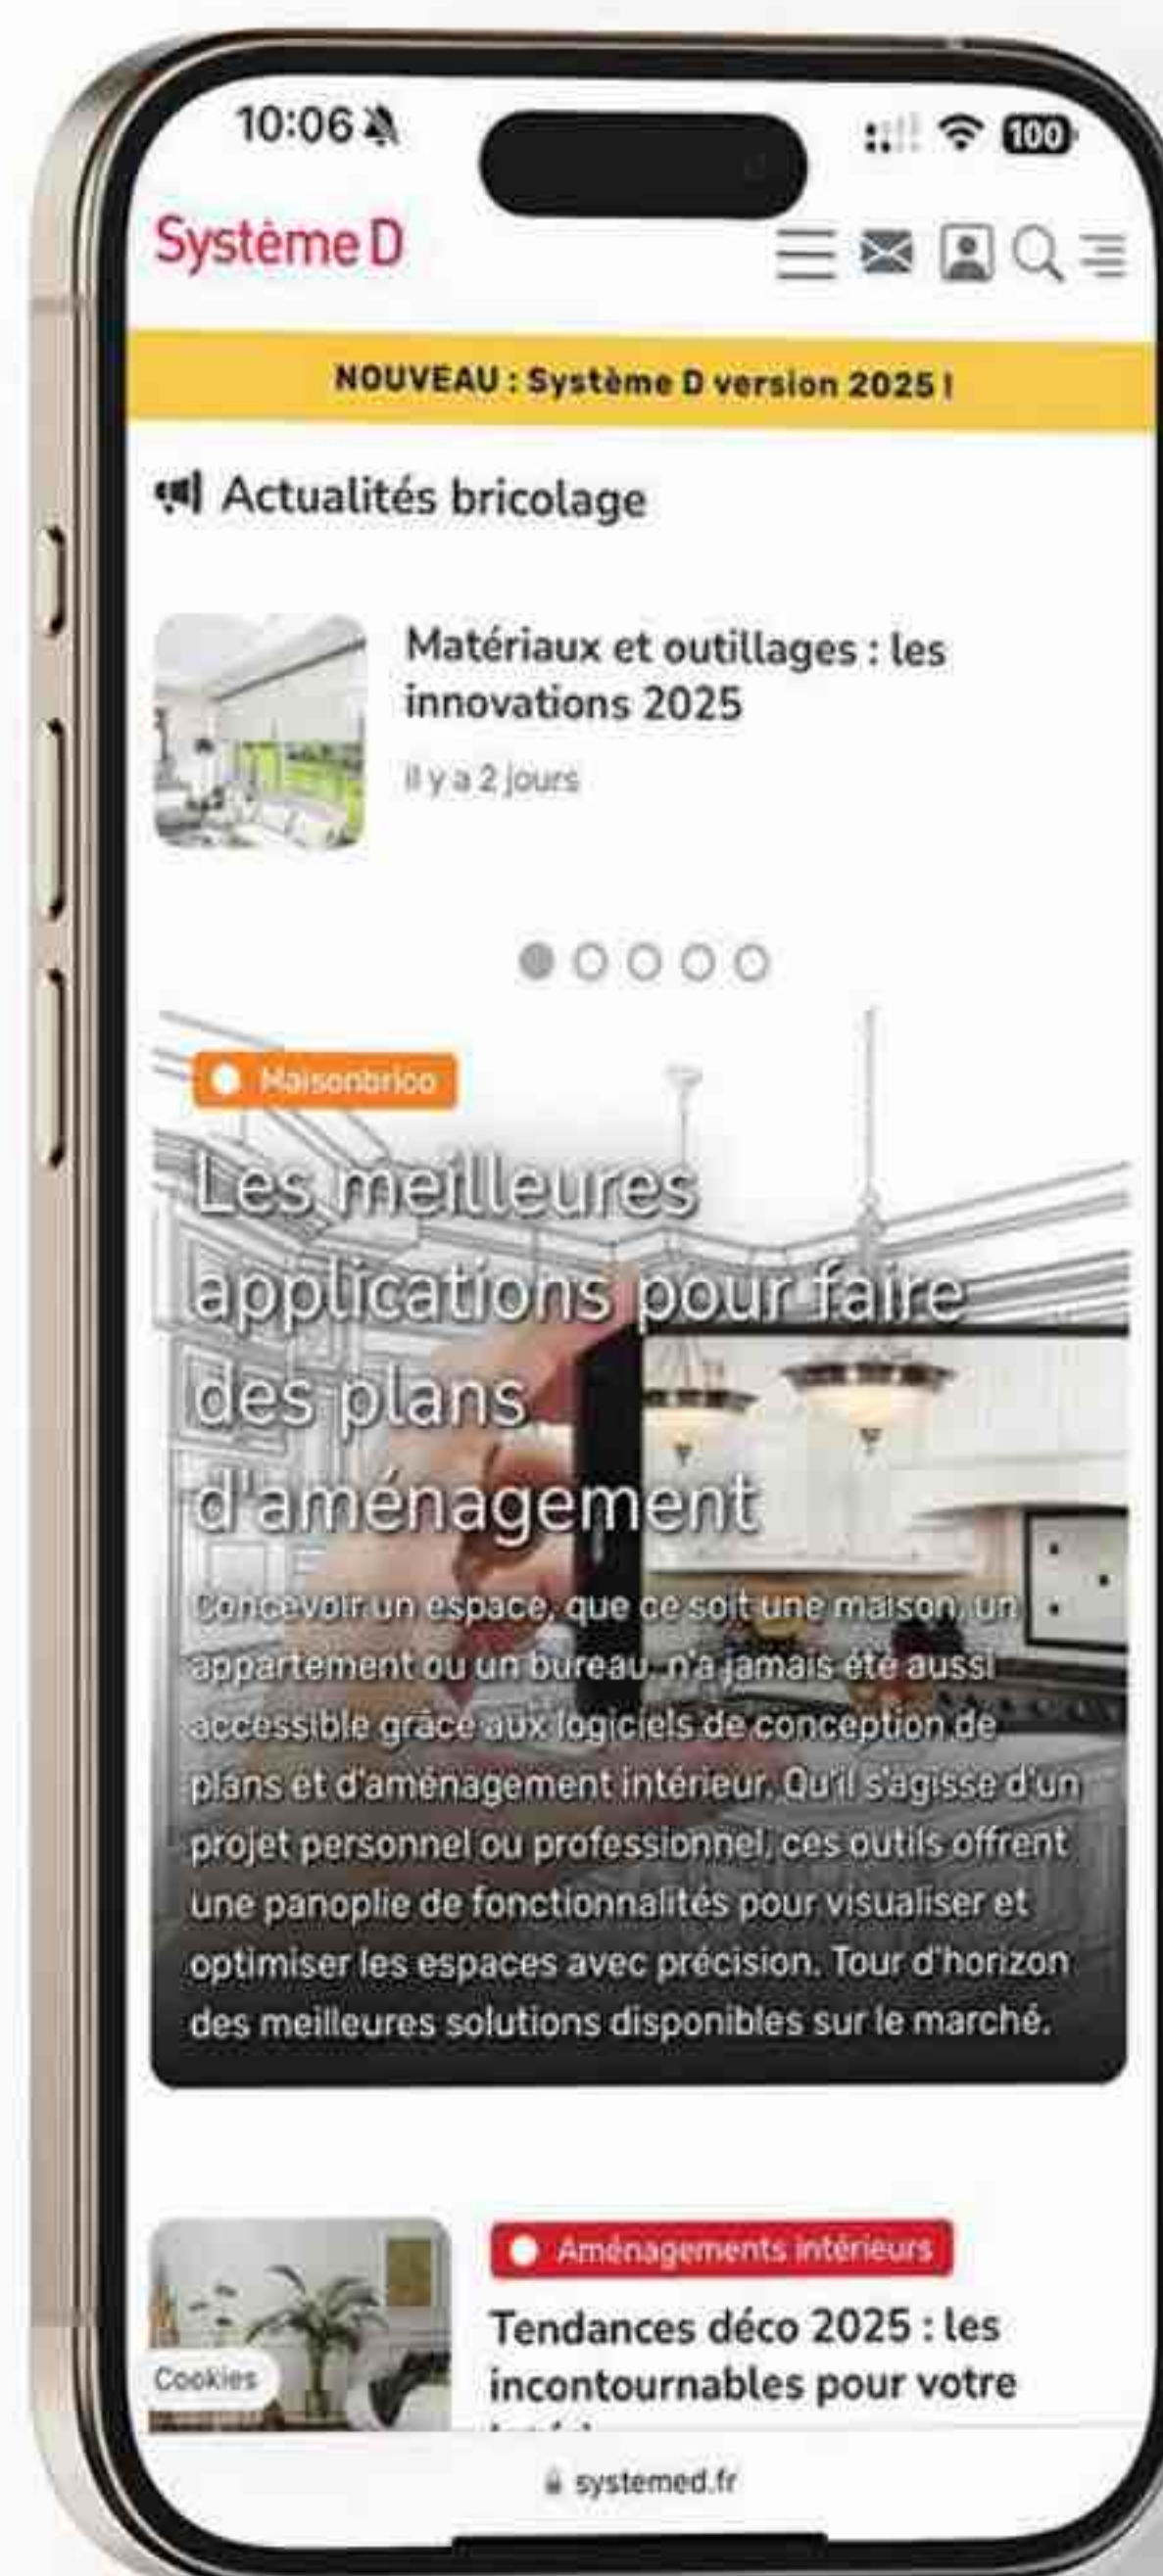 10:06
100
Système D
NOUVEAU : Système D version 2025 !
Actualités bricolage
Matériaux et outillages : les
innovations 2025
il y a 2 jours
Maisonbrico
Les meilleures
applications pour faire
des plans
d'aménagement
Concevoir un espace, que ce soit une maison, un
appartement ou un bureau, n'a jamais été aussi
accessible grâce aux logiciels de conception de
plans et d'aménagement intérieur. Qu'il s'agisse d'un
projet personnel ou professionnel, ces outils offrent
une panoplie de fonctionnalités pour visualiser et
optimiser les espaces avec précision. Tour d'horizon
des meilleures solutions disponibles sur le marché.
Aménagements intérieurs
Tendances déco 2025 : les
incontournables pour votre
Cookies
systemed.fr